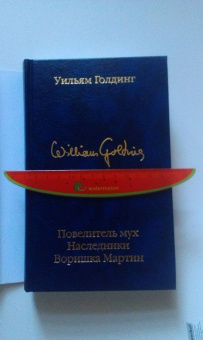 Уильям Голдинг
William Golding
Повелитель мух
Наследники
Воришка Мартин